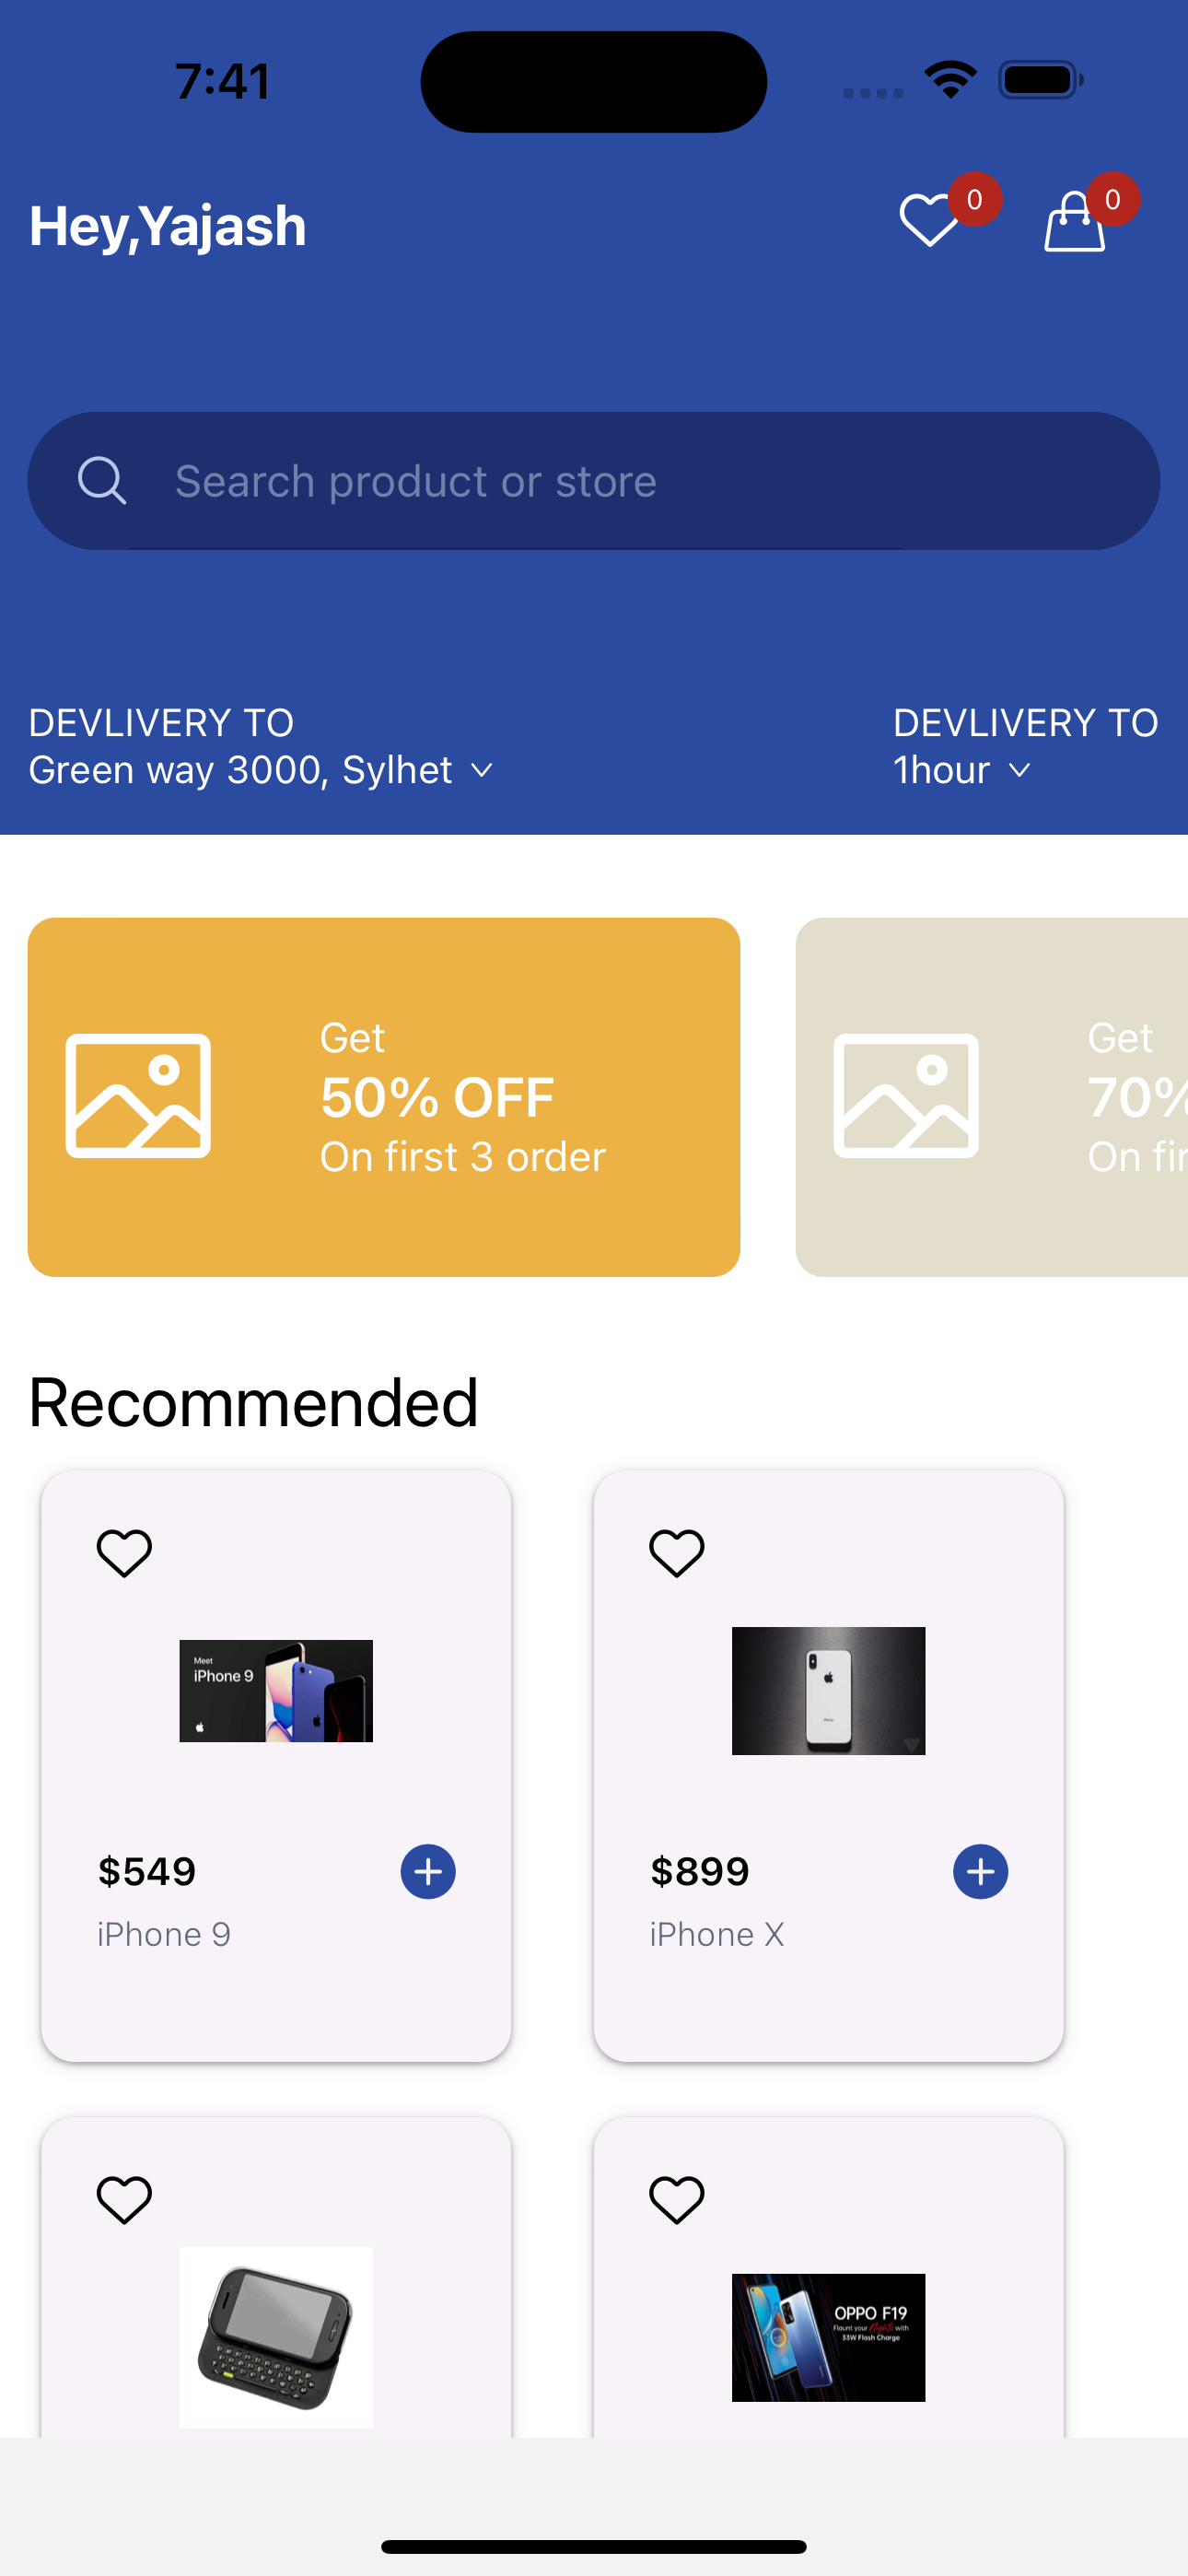 7:41
Hey,Yajash
0
0
Search product or store
DEVLIVERY TO
Green way 3000, Sylhet
DEVLIVERY TO
1hour
Get
50% OFF
On first 3 order
Get
70%
On fir
Recommended
Meet
iPhone 9
iPhone
$549
iPhone 9
$899
iPhone X
OPPO F19
Flaunt your Nights with
33W Flash Charge